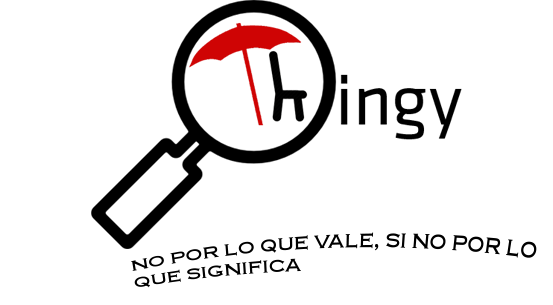 Thingy
NO POR LO QUE VALE, SI NO POR LO
QUE SIGNIFICA